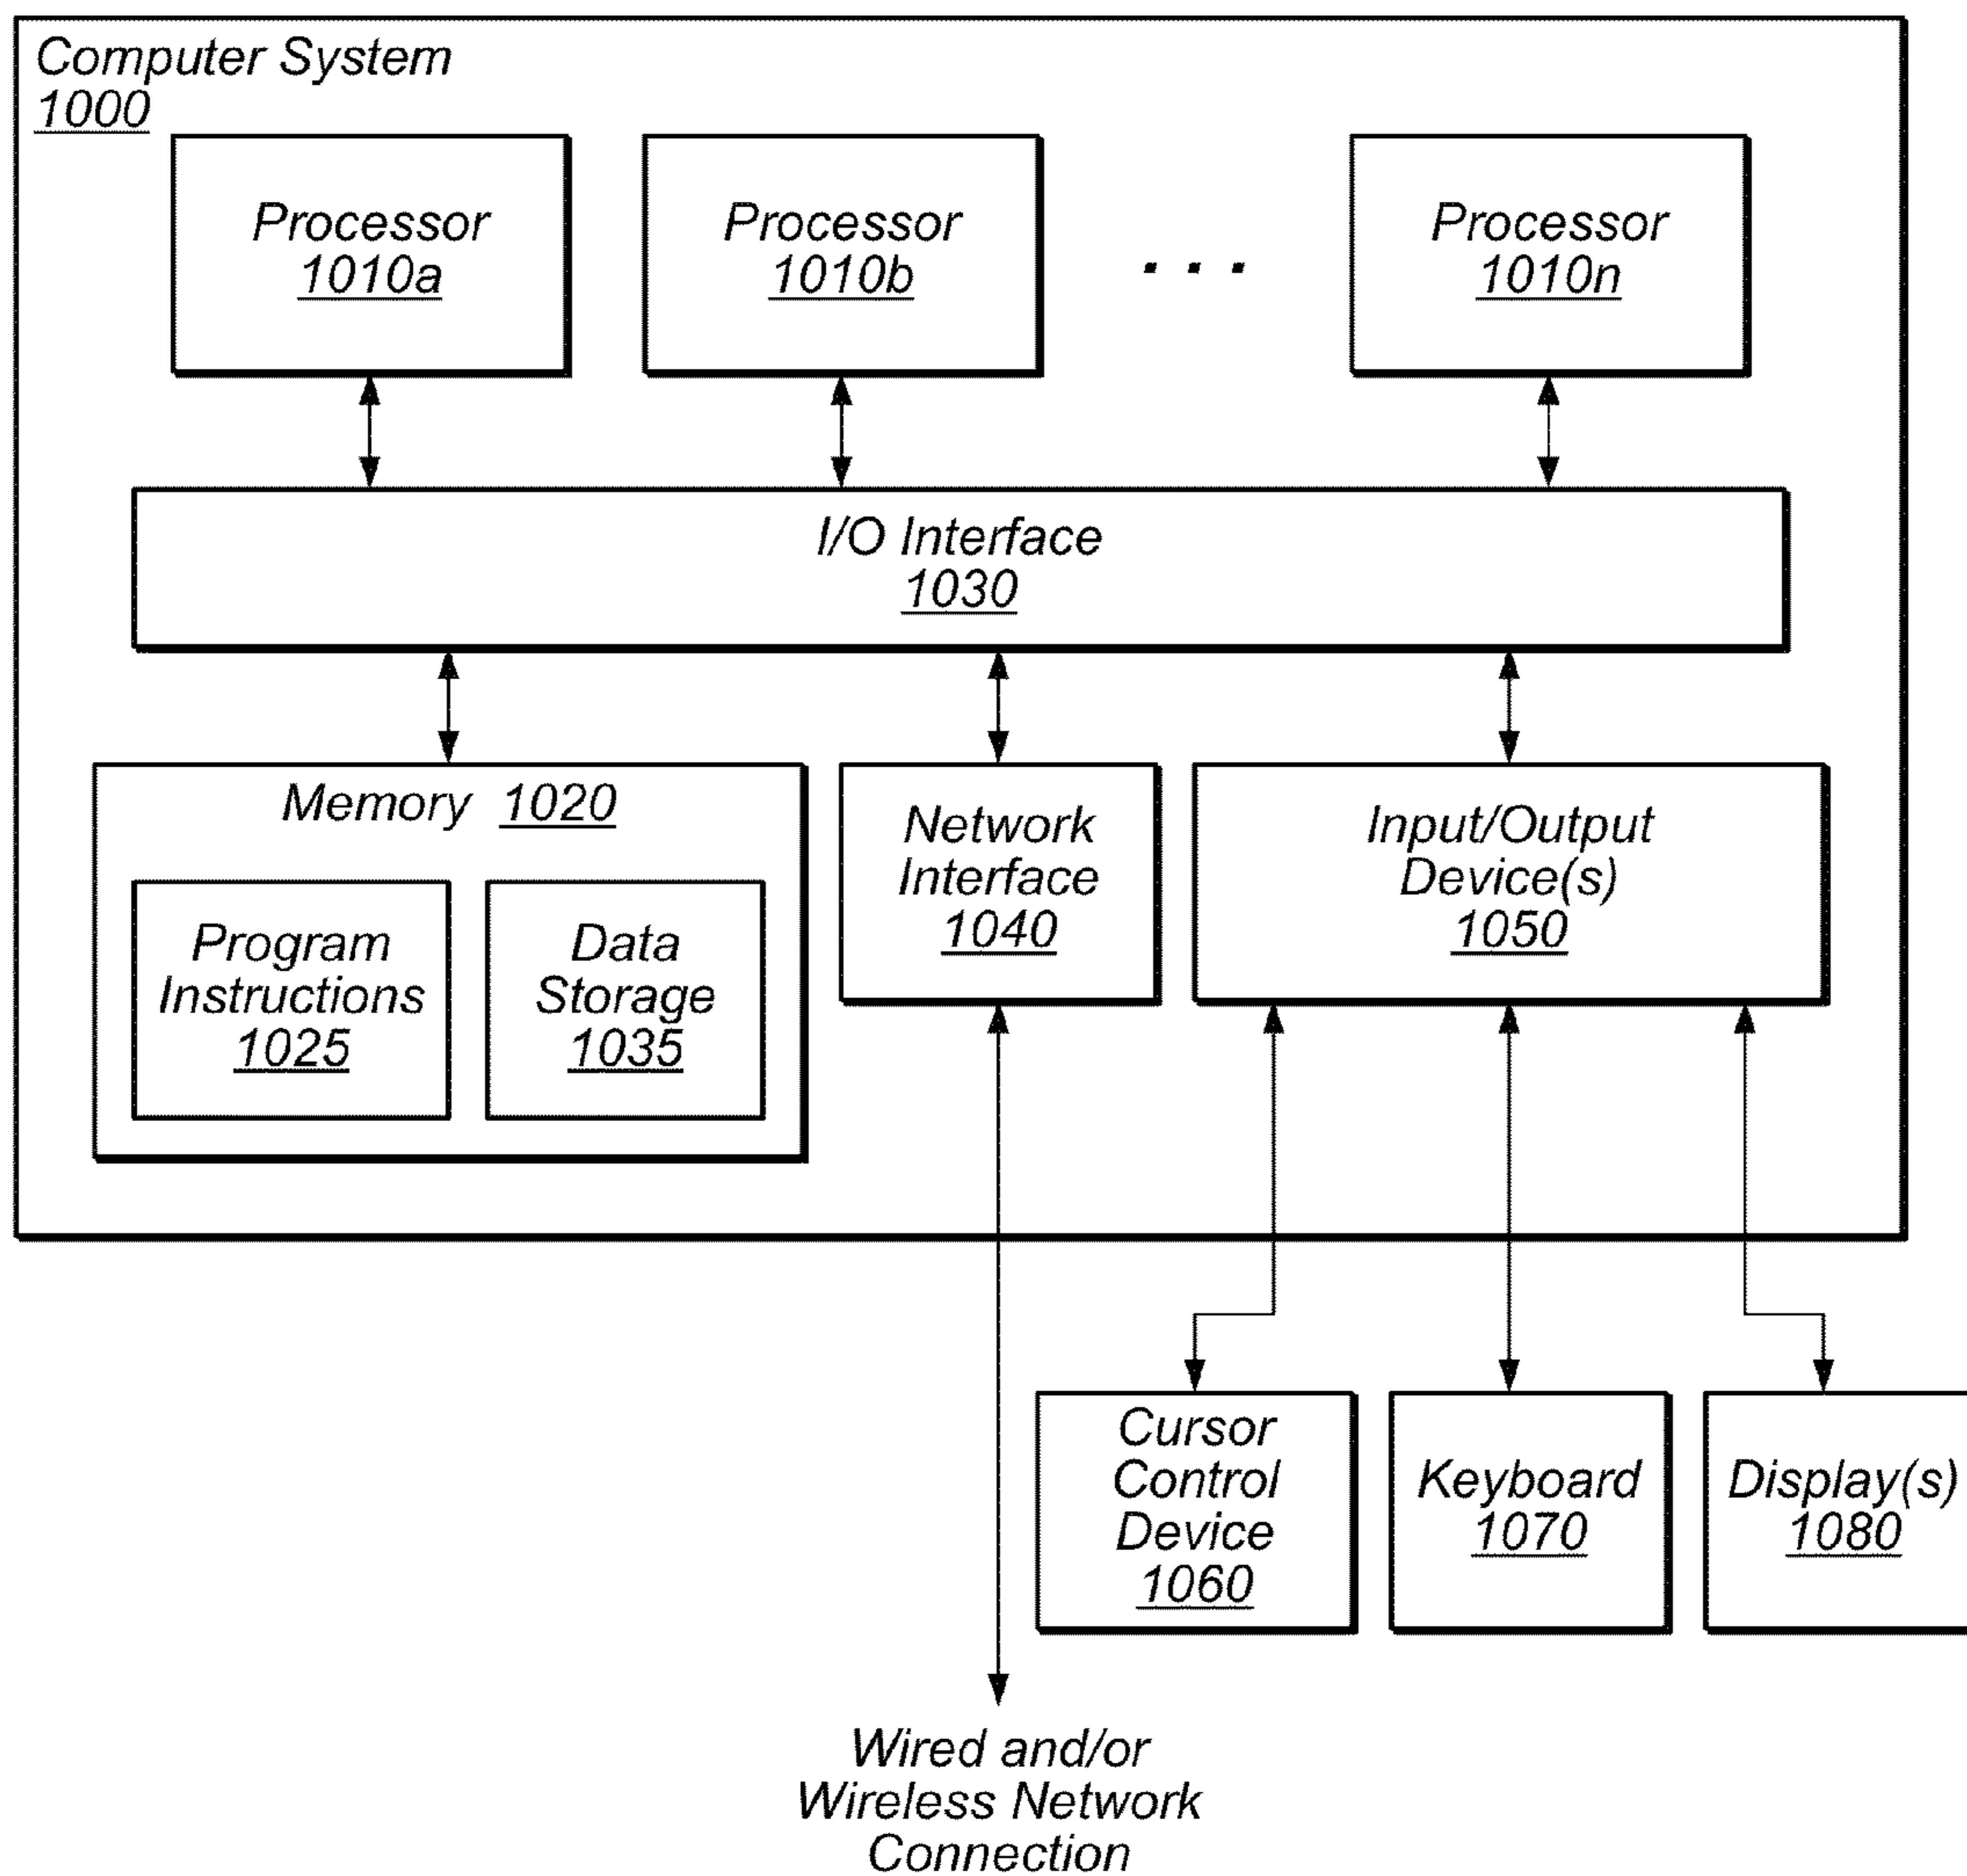 Computer System
1000
Processor
1010a
Processor
1010b
. . .
Processor
1010n
I/O Interface
1030
Memory 1020
Program
Instructions
1025
Data
Storage
1035
Network
Interface
1040
Input/Output
Device(s)
1050
Cursor
Control
Device
1060
Keyboard
1070
Display(s)
1080
Wired and/or
Wireless Network
Connection